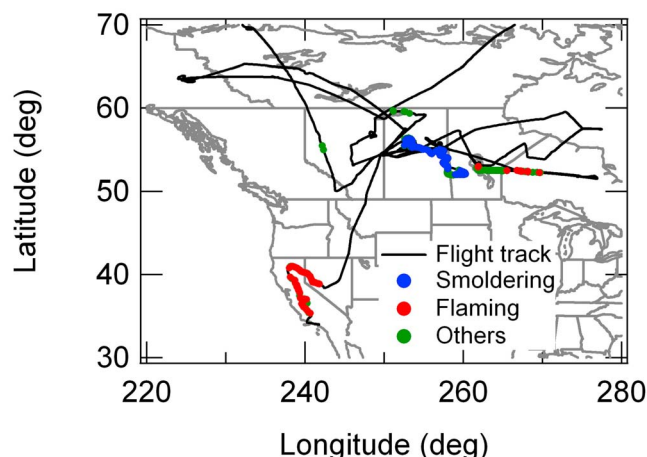 70
60
50
40
30
Latitude (deg)
Flight track
Smoldering
Flaming
Others
220
240
260
280
Longitude (deg)